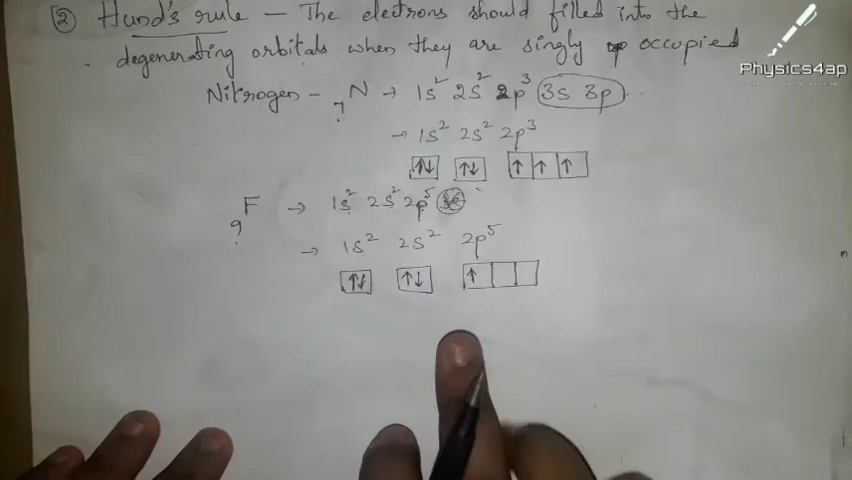 2 Hund's rule - The electrons should filled into the
degenerating orbitals when they are singly occupied
Physics4ap
Nitrogen - ₇N → 1s² 2s² 2p³ 3s 3p ...
→ 1s² 2s² 2p³
↑↓ ↑↓ ↑ ↑ ↑
₉F → 1s² 2s² 2p⁵
→ 1s² 2s² 2p⁵
↑↓ ↑↓ ↑